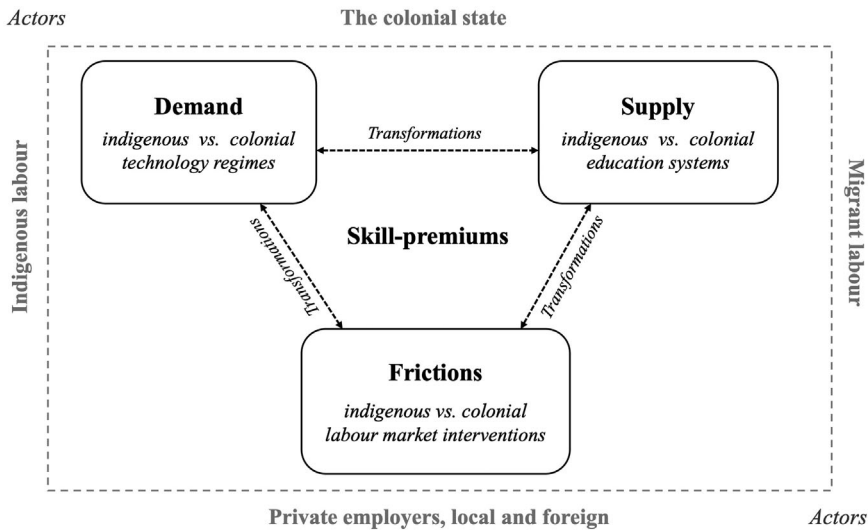 Actors
The colonial state
Demand
indigenous vs. colonial
technology regimes
Transformations
Supply
indigenous vs. colonial
education systems
Indigenous labour
Migrant labour
Skill-premiums
Transformations
Transformations
Frictions
indigenous vs. colonial
labour market interventions
Private employers, local and foreign
Actors